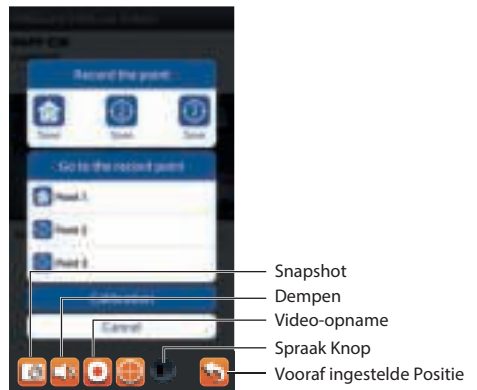 Record the point
Save
Save
Save
Go to the record point
Point 1
Point 2
Point 3
Calibration
Cancel
Snapshot
Dempen
Video-opname
Spraak Knop
Vooraf ingestelde Positie